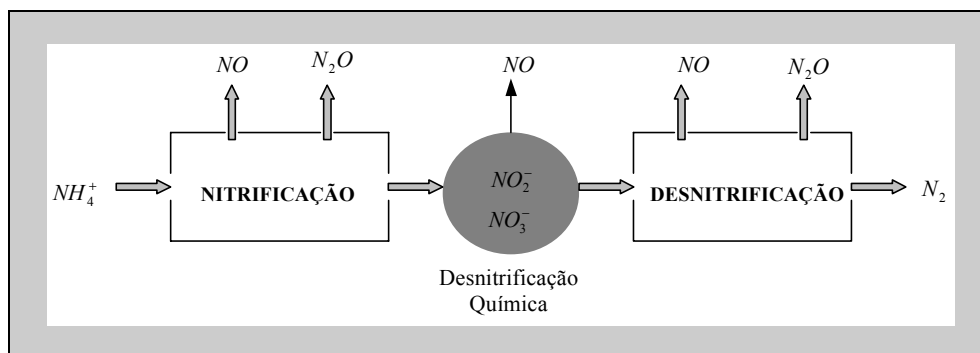 NO N₂O NO NO N₂O
NH₄⁺ NITRIFICAÇÃO NO₂⁻ DESNITRIFICAÇÃO N₂
NO₃⁻
Desnitrificação
Química